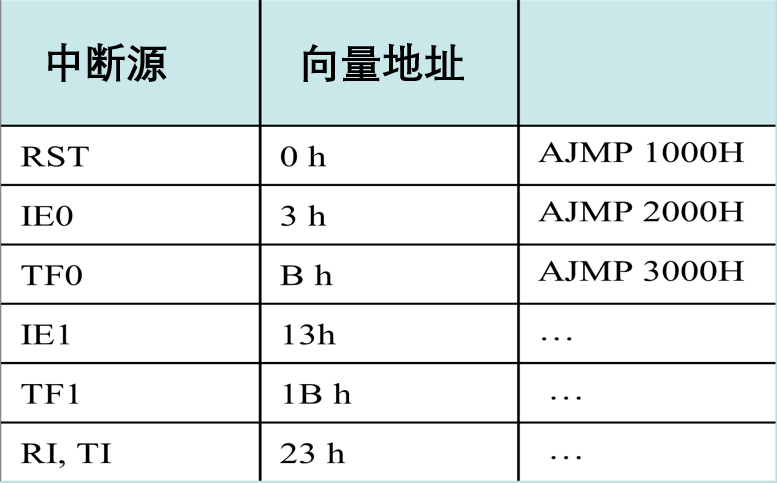 中断源 向量地址
RST 0 h AJMP 1000H
IE0 3 h AJMP 2000H
TF0 B h AJMP 3000H
IE1 13h …
TF1 1B h …
RI, TI 23 h …